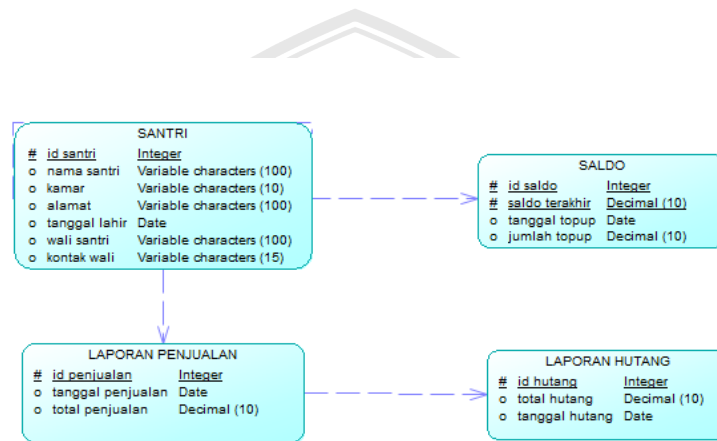 SANTRI
# id santri Integer
o nama santri Variable characters (100)
o kamar Variable characters (10)
o alamat Variable characters (100)
o tanggal lahir Date
o wali santri Variable characters (100)
o kontak wali Variable characters (15)
SALDO
# id saldo Integer
# saldo terakhir Decimal (10)
o tanggal topup Date
o jumlah topup Decimal (10)
LAPORAN PENJUALAN
# id penjualan Integer
o tanggal penjualan Date
o total penjualan Decimal (10)
LAPORAN HUTANG
# id hutang Integer
o total hutang Decimal (10)
o tanggal hutang Date